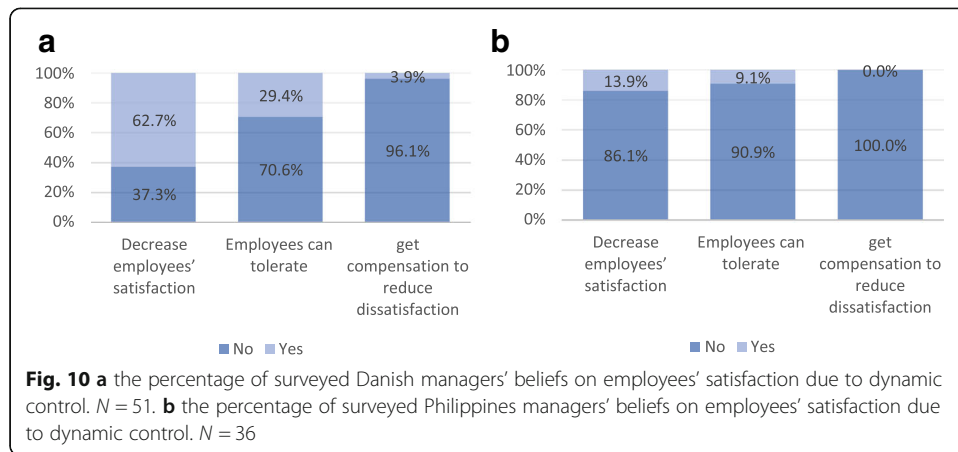 a
100%
80%
60%
40%
20%
0%
62.7%
37.3%
29.4%
70.6%
3.9%
96.1%
Decrease
employees'
satisfaction
Employees can
tolerate
get
compensation to
reduce
dissatisfaction
No Yes
b
100%
80%
60%
40%
20%
0%
13.9%
86.1%
9.1%
90.9%
0.0%
100.0%
Decrease
employees'
satisfaction
Employees can
tolerate
get
compensation to
reduce
dissatisfaction
No Yes
Fig. 10 a the percentage of surveyed Danish managers' beliefs on employees' satisfaction due to dynamic
control. N = 51. b the percentage of surveyed Philippines managers' beliefs on employees' satisfaction due
to dynamic control. N = 36